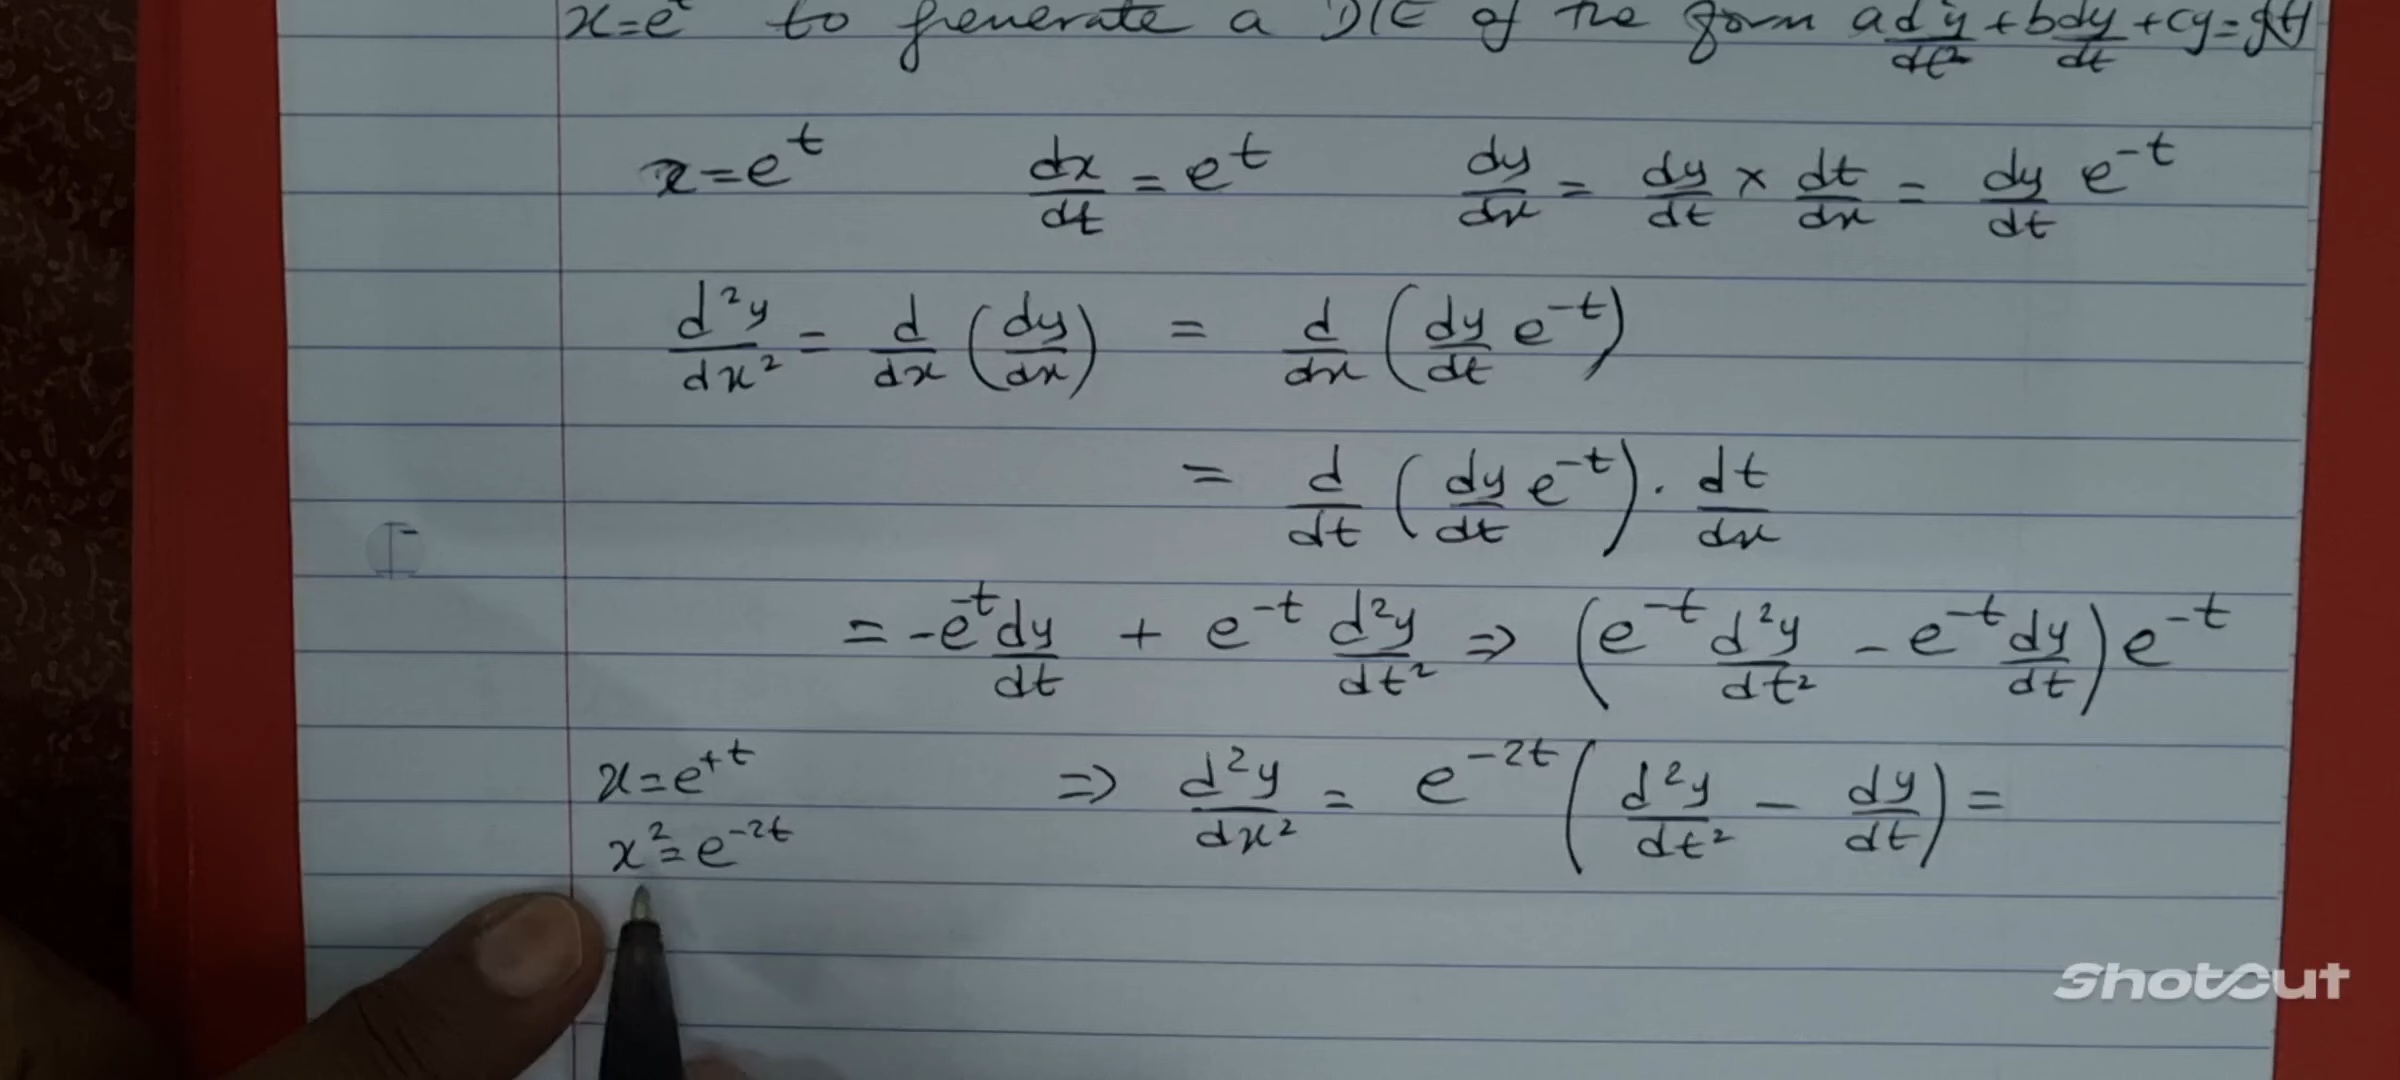 x=e^t to generate a D/E of the form a d²y/dt² + b dy/dt + cy = f(t)
x=e^t dx/dt = e^t dy/dx = dy/dt × dt/dx = dy/dt e^-t
d²y/dx² = d/dx (dy/dx) = d/dx (dy/dt e^-t)
= d/dt (dy/dt e^-t) . dt/dx
= -e^-t dy/dt + e^-t d²y/dt² ⇒ (e^-t d²y/dt² - e^-t dy/dt) e^-t
x=e^+t ⇒ d²y/dx² = e^-2t (d²y/dt² - dy/dt) =
x²=e^-2t
Shotcut